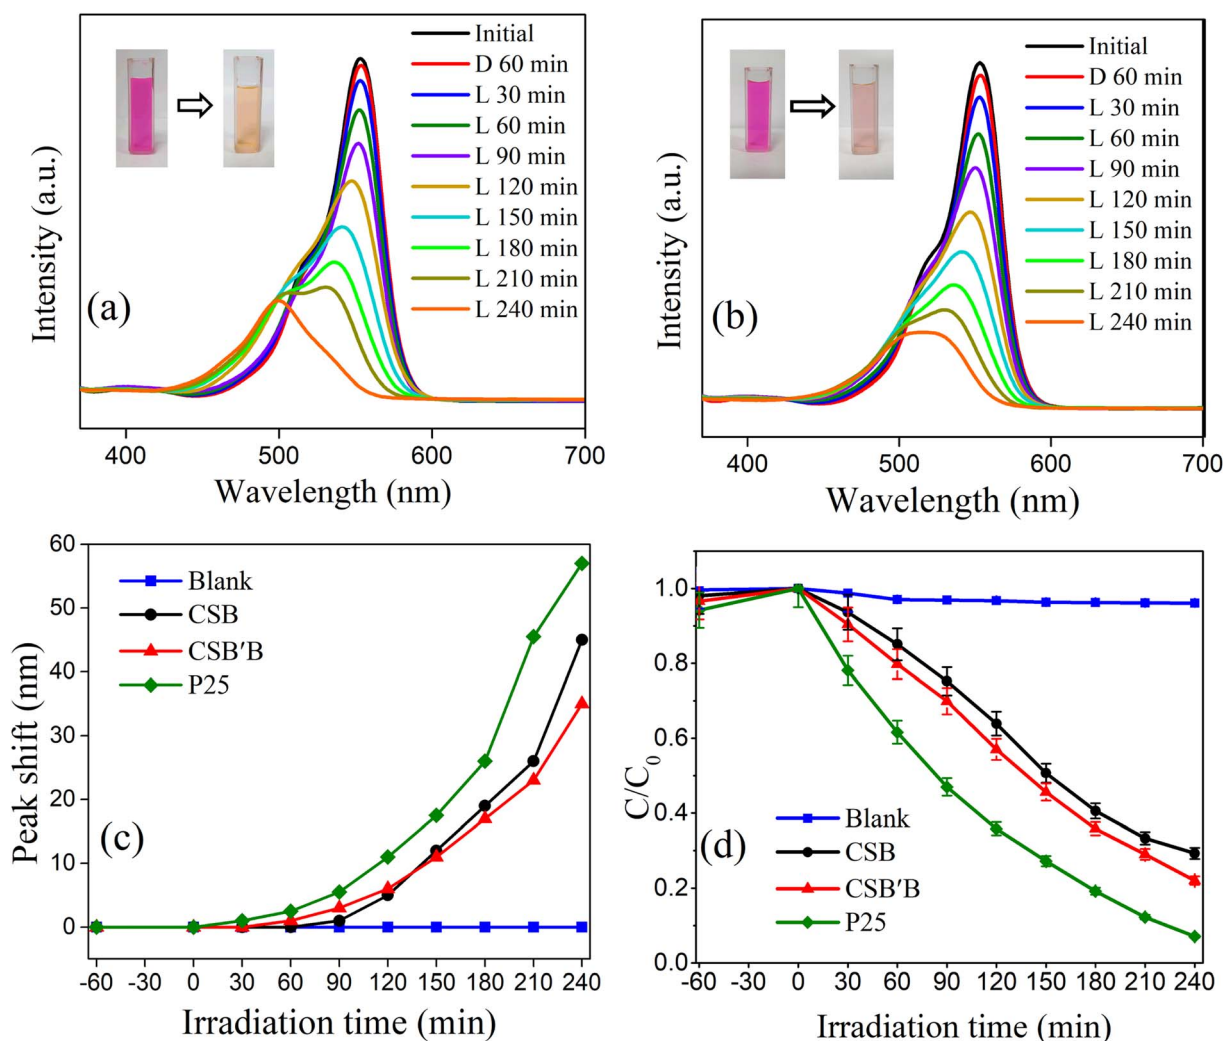 (a)
Initial
D 60 min
L 30 min
L 60 min
L 90 min
L 120 min
L 150 min
L 180 min
L 210 min
L 240 min
Intensity (a.u.)
400 500 600 700
Wavelength (nm)
(b)
Initial
D 60 min
L 30 min
L 60 min
L 90 min
L 120 min
L 150 min
L 180 min
L 210 min
L 240 min
Intensity (a.u.)
400 500 600 700
Wavelength (nm)
(c)
Blank
CSB
CSB'B
P25
Peak shift (nm)
60
50
40
30
20
10
0
-60 -30 0 30 60 90 120 150 180 210 240
Irradiation time (min)
(d)
Blank
CSB
CSB'B
P25
C/C0
1.0
0.8
0.6
0.4
0.2
0.0
-60 -30 0 30 60 90 120 150 180 210 240
Irradiation time (min)